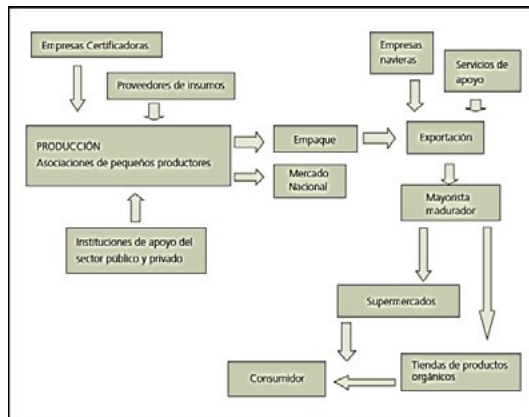 Empresas Certificadoras
Proveedores de insumos
PRODUCCIÓN
Asociaciones de pequeños productores
Instituciones de apoyo del
sector público y privado
Empaque
Mercado
Nacional
Empresas
navieras
Servicios de
apoyo
Exportación
Mayorista
madurador
Supermercados
Tiendas de productos
orgánicos
Consumidor